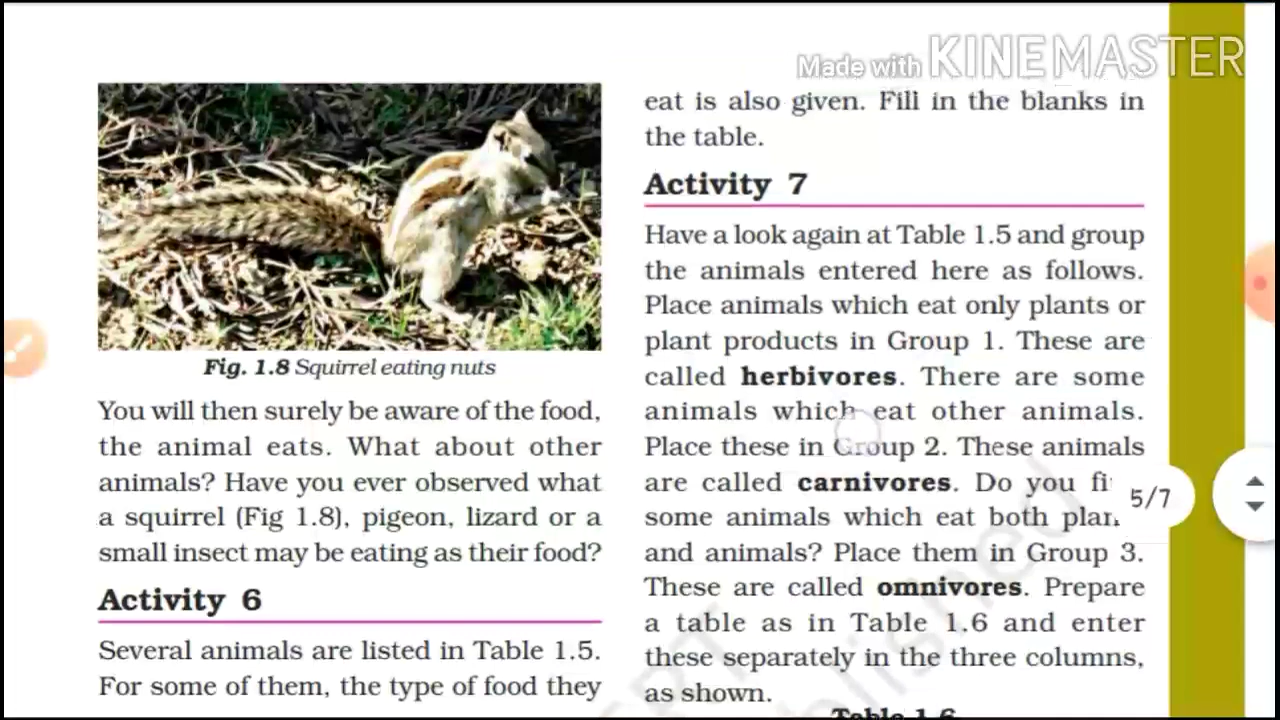 Made with KINEMASTER
Fig. 1.8 Squirrel eating nuts
You will then surely be aware of the food,
the animal eats. What about other
animals? Have you ever observed what
a squirrel (Fig 1.8), pigeon, lizard or a
small insect may be eating as their food?
Activity 6
Several animals are listed in Table 1.5.
For some of them, the type of food they
eat is also given. Fill in the blanks in
the table.
Activity 7
Have a look again at Table 1.5 and group
the animals entered here as follows.
Place animals which eat only plants or
plant products in Group 1. These are
called herbivores. There are some
animals which eat other animals.
Place these in Group 2. These animals
are called carnivores. Do you
some animals which eat both
and animals? Place them in Group 3.
These are called omnivores. Prepare
a table as in Table 1.6 and enter
these separately in the three columns,
as shown.
Table 1.6
5/7